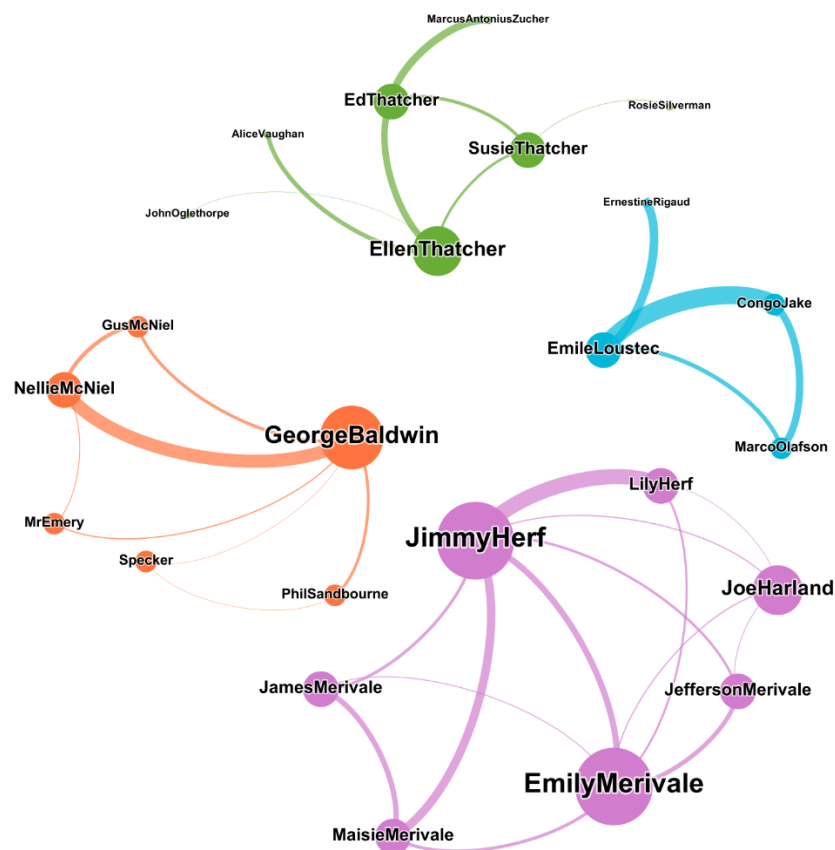 MarcusAntoniusZucher
EdThatcher
RosieSilverman
AliceVaughan
SusieThatcher
ErnestineRigaud
JohnOglethorpe
EllenThatcher
CongoJake
GusMcNiel
EmileLoustec
NellieMcNiel
GeorgeBaldwin
MarcoOlafson
LilyHerf
MrEmery
JimmyHerf
Specker
JoeHarland
PhilSandbourne
JamesMerivale
JeffersonMerivale
EmilyMerivale
MaisieMerivale